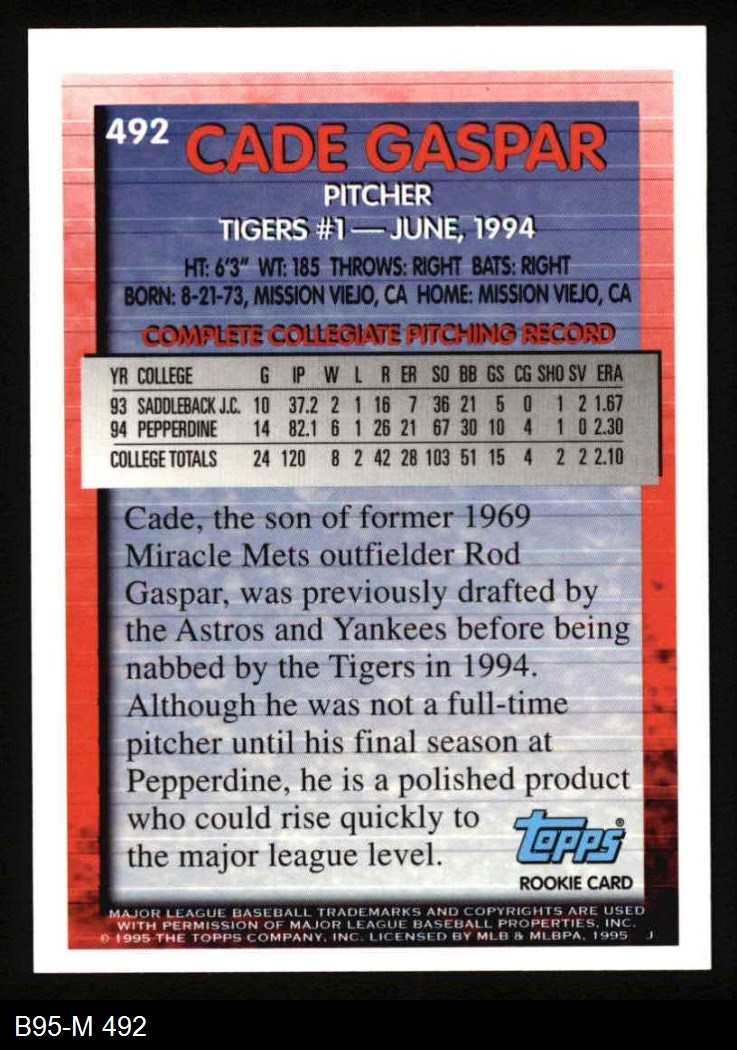 492
CADE GASPAR
PITCHER
TIGERS #1 — JUNE, 1994
HT: 6'3" WT: 185 THROWS: RIGHT BATS: RIGHT
BORN: 8-21-73, MISSION VIEJO, CA HOME: MISSION VIEJO, CA
COMPLETE COLLEGIATE PITCHING RECORD
YR COLLEGE G IP W L R ER SO BB GS CG SHO SV ERA
93 SADDLEBACK J.C. 10 37.2 2 1 16 7 36 21 5 0 1 2 1.67
94 PEPPERDINE 14 82.1 6 1 26 21 67 30 10 4 1 0 2.30
COLLEGE TOTALS 24 120 8 2 42 28 103 51 15 4 2 2 2.10
Cade, the son of former 1969
Miracle Mets outfielder Rod
Gaspar, was previously drafted by
the Astros and Yankees before being
nabbed by the Tigers in 1994.
Although he was not a full-time
pitcher until his final season at
Pepperdine, he is a polished product
who could rise quickly to
the major league level.
topps®
ROOKIE CARD
MAJOR LEAGUE BASEBALL TRADEMARKS AND COPYRIGHTS ARE USED
WITH PERMISSION OF MAJOR LEAGUE BASEBALL PROPERTIES, INC.
© 1995 THE TOPPS COMPANY, INC. LICENSED BY MLB & MLBPA, 1995 J
B95-M 492